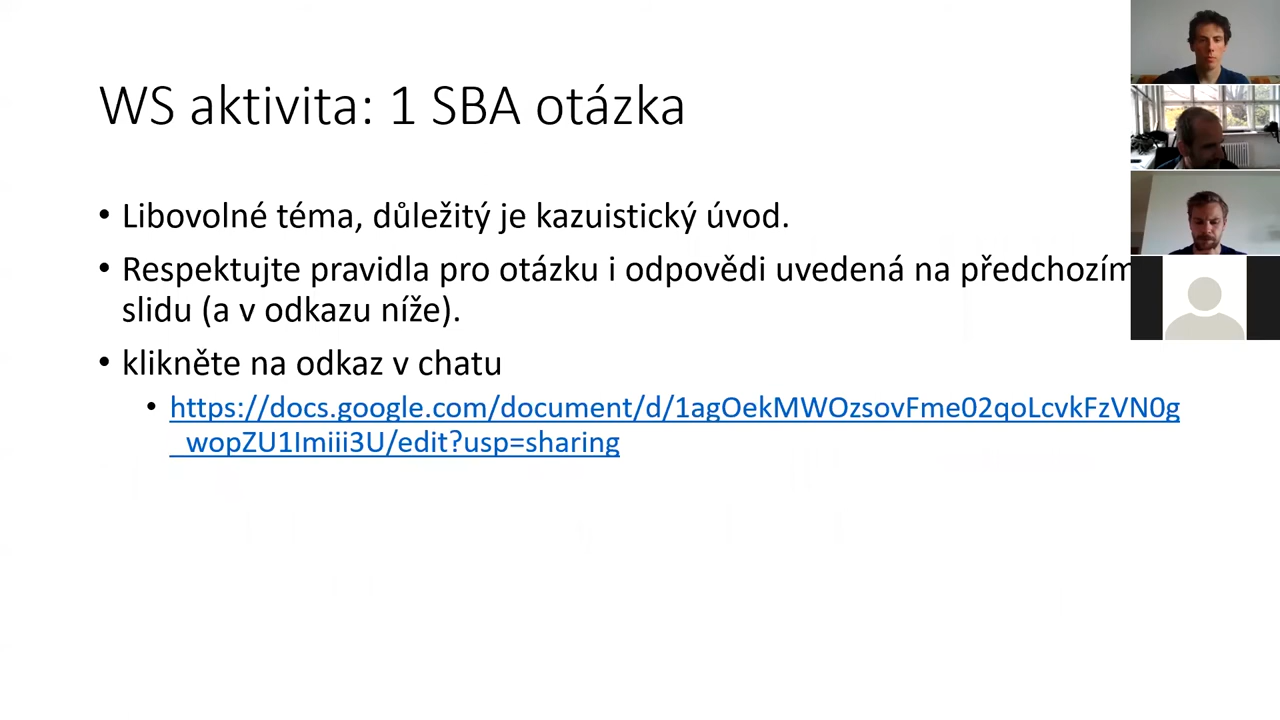 WS aktivita: 1 SBA otázka
• Libovolné téma, důležitý je kazuistický úvod.
• Respektujte pravidla pro otázku i odpovědi uvedená na předchozím
slidu (a v odkazu níže).
• klikněte na odkaz v chatu
• https://docs.google.com/document/d/1agOekMWOzsovFme02qoLcvkFzVN0g
_wopZU1Imiii3U/edit?usp=sharing